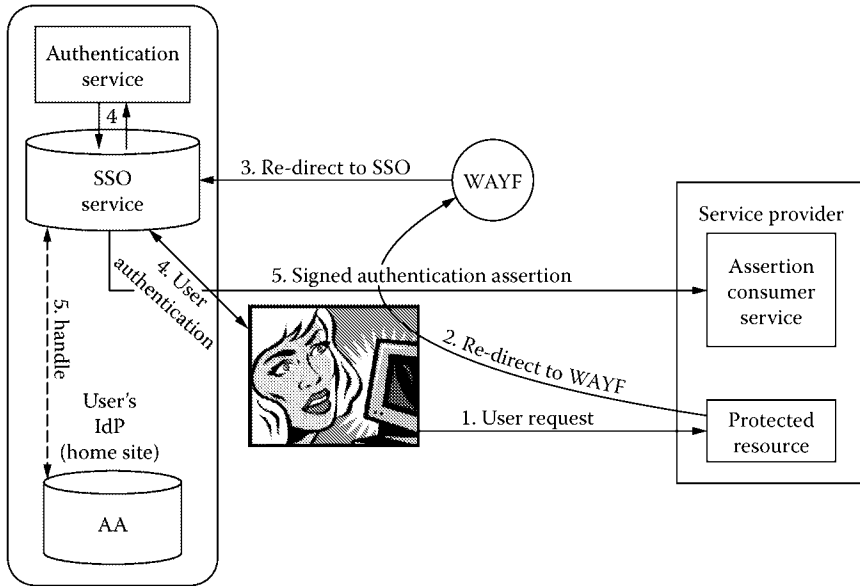 Authentication
service
4
SSO
service
3. Re-direct to SSO
WAYF
Service provider
Assertion
consumer
service
4. User
authentication
5. Signed authentication assertion
5. handle
2. Re-direct to WAYF
1. User request
Protected
resource
User's
IdP
(home site)
AA